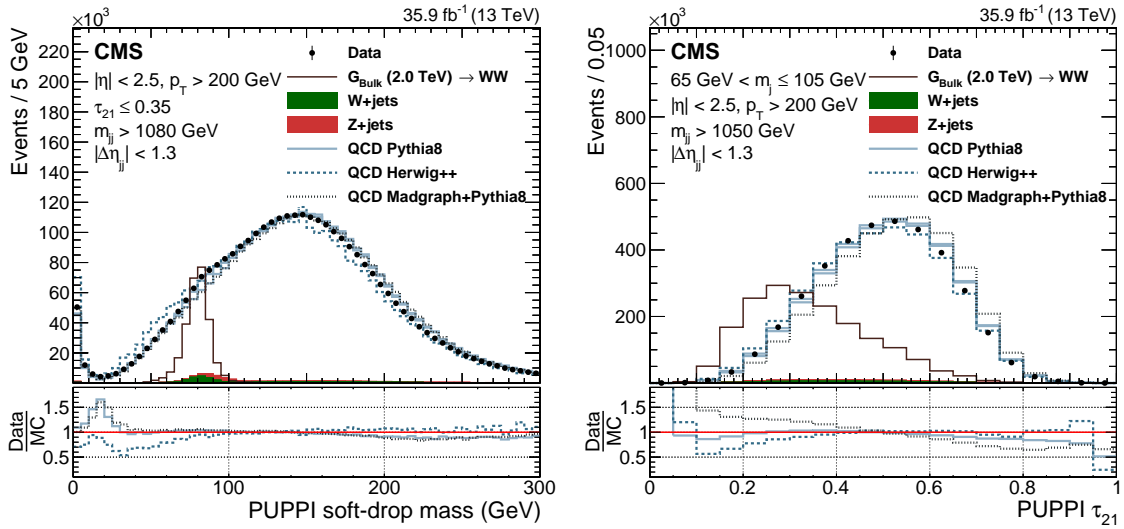 ×10³ 35.9 fb⁻¹ (13 TeV)
CMS
|η| < 2.5, p_T > 200 GeV
τ₂₁ ≤ 0.35
m_jj > 1080 GeV
|Δη_jj| < 1.3
Data
G_Bulk (2.0 TeV) → WW
W+jets
Z+jets
QCD Pythia8
QCD Herwig++
QCD Madgraph+Pythia8
Events / 5 GeV
220
200
180
160
140
120
100
80
60
40
20
Data
MC
1.5
1
0.5
0 100 200 300
PUPPI soft-drop mass (GeV)
×10³ 35.9 fb⁻¹ (13 TeV)
CMS
65 GeV < m_j ≤ 105 GeV
|η| < 2.5, p_T > 200 GeV
m_jj > 1050 GeV
|Δη_jj| < 1.3
Data
G_Bulk (2.0 TeV) → WW
W+jets
Z+jets
QCD Pythia8
QCD Herwig++
QCD Madgraph+Pythia8
Events / 0.05
1000
800
600
400
200
0
Data
MC
1.5
1
0.5
0 0.2 0.4 0.6 0.8 1
PUPPI τ₂₁